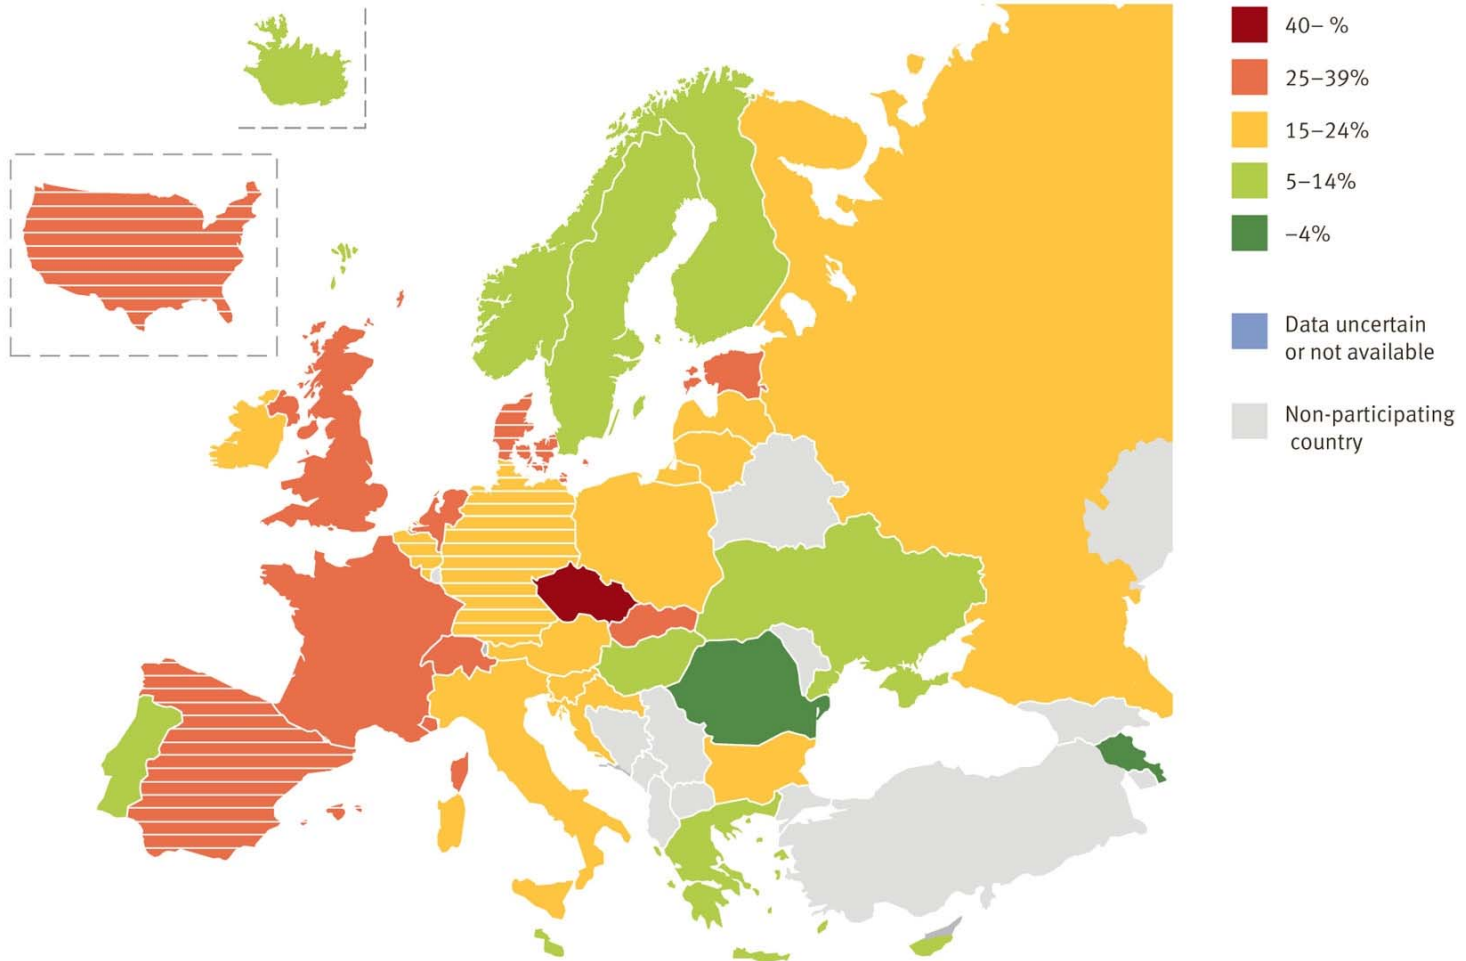 40– %
25–39%
15–24%
5–14%
–4%
Data uncertain
or not available
Non-participating
country